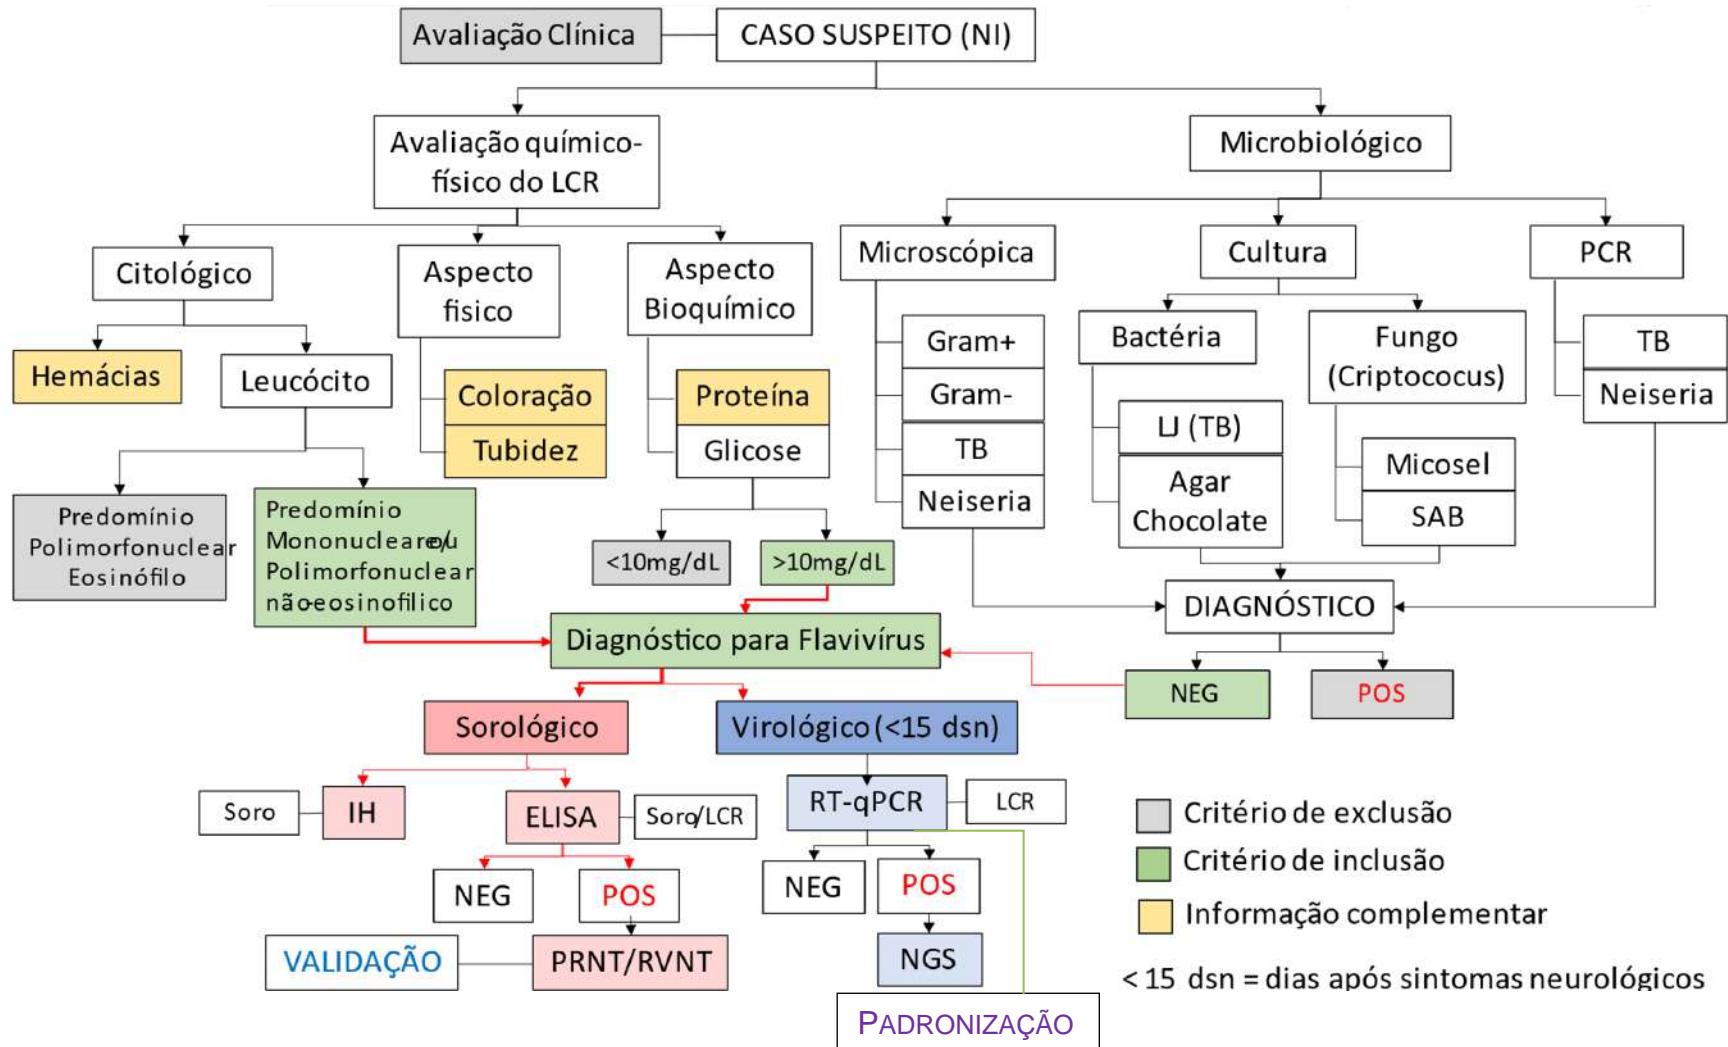 Avaliação Clínica
CASO SUSPEITO (NI)
Avaliação químico-
físico do LCR
Microbiológico
Citológico
Aspecto
fisico
Aspecto
Bioquímico
Microscópica
Cultura
PCR
Hemácias
Leucócito
Coloração
Tubidez
Proteína
Glicose
Gram+
Gram-
TB
Neiseria
Bactéria
Fungo
(Criptococus)
TB
Neiseria
LJ (TB)
Agar
Chocolate
Micosel
SAB
Predomínio
Polimorfonuclear
Eosinófilo
Predomínio
Mononuclear e/ou
Polimorfonuclear
não-eosinofílico
<10mg/dL
>10mg/dL
DIAGNÓSTICO
Diagnóstico para Flavivírus
NEG
POS
Sorológico
Virológico (<15 dsn)
Soro
IH
ELISA
Soro/LCR
RT-qPCR
LCR
NEG
POS
NEG
POS
VALIDAÇÃO
PRNT/RVNT
NGS
PADRONIZAÇÃO
Critério de exclusão
Critério de inclusão
Informação complementar
< 15 dsn = dias após sintomas neurológicos